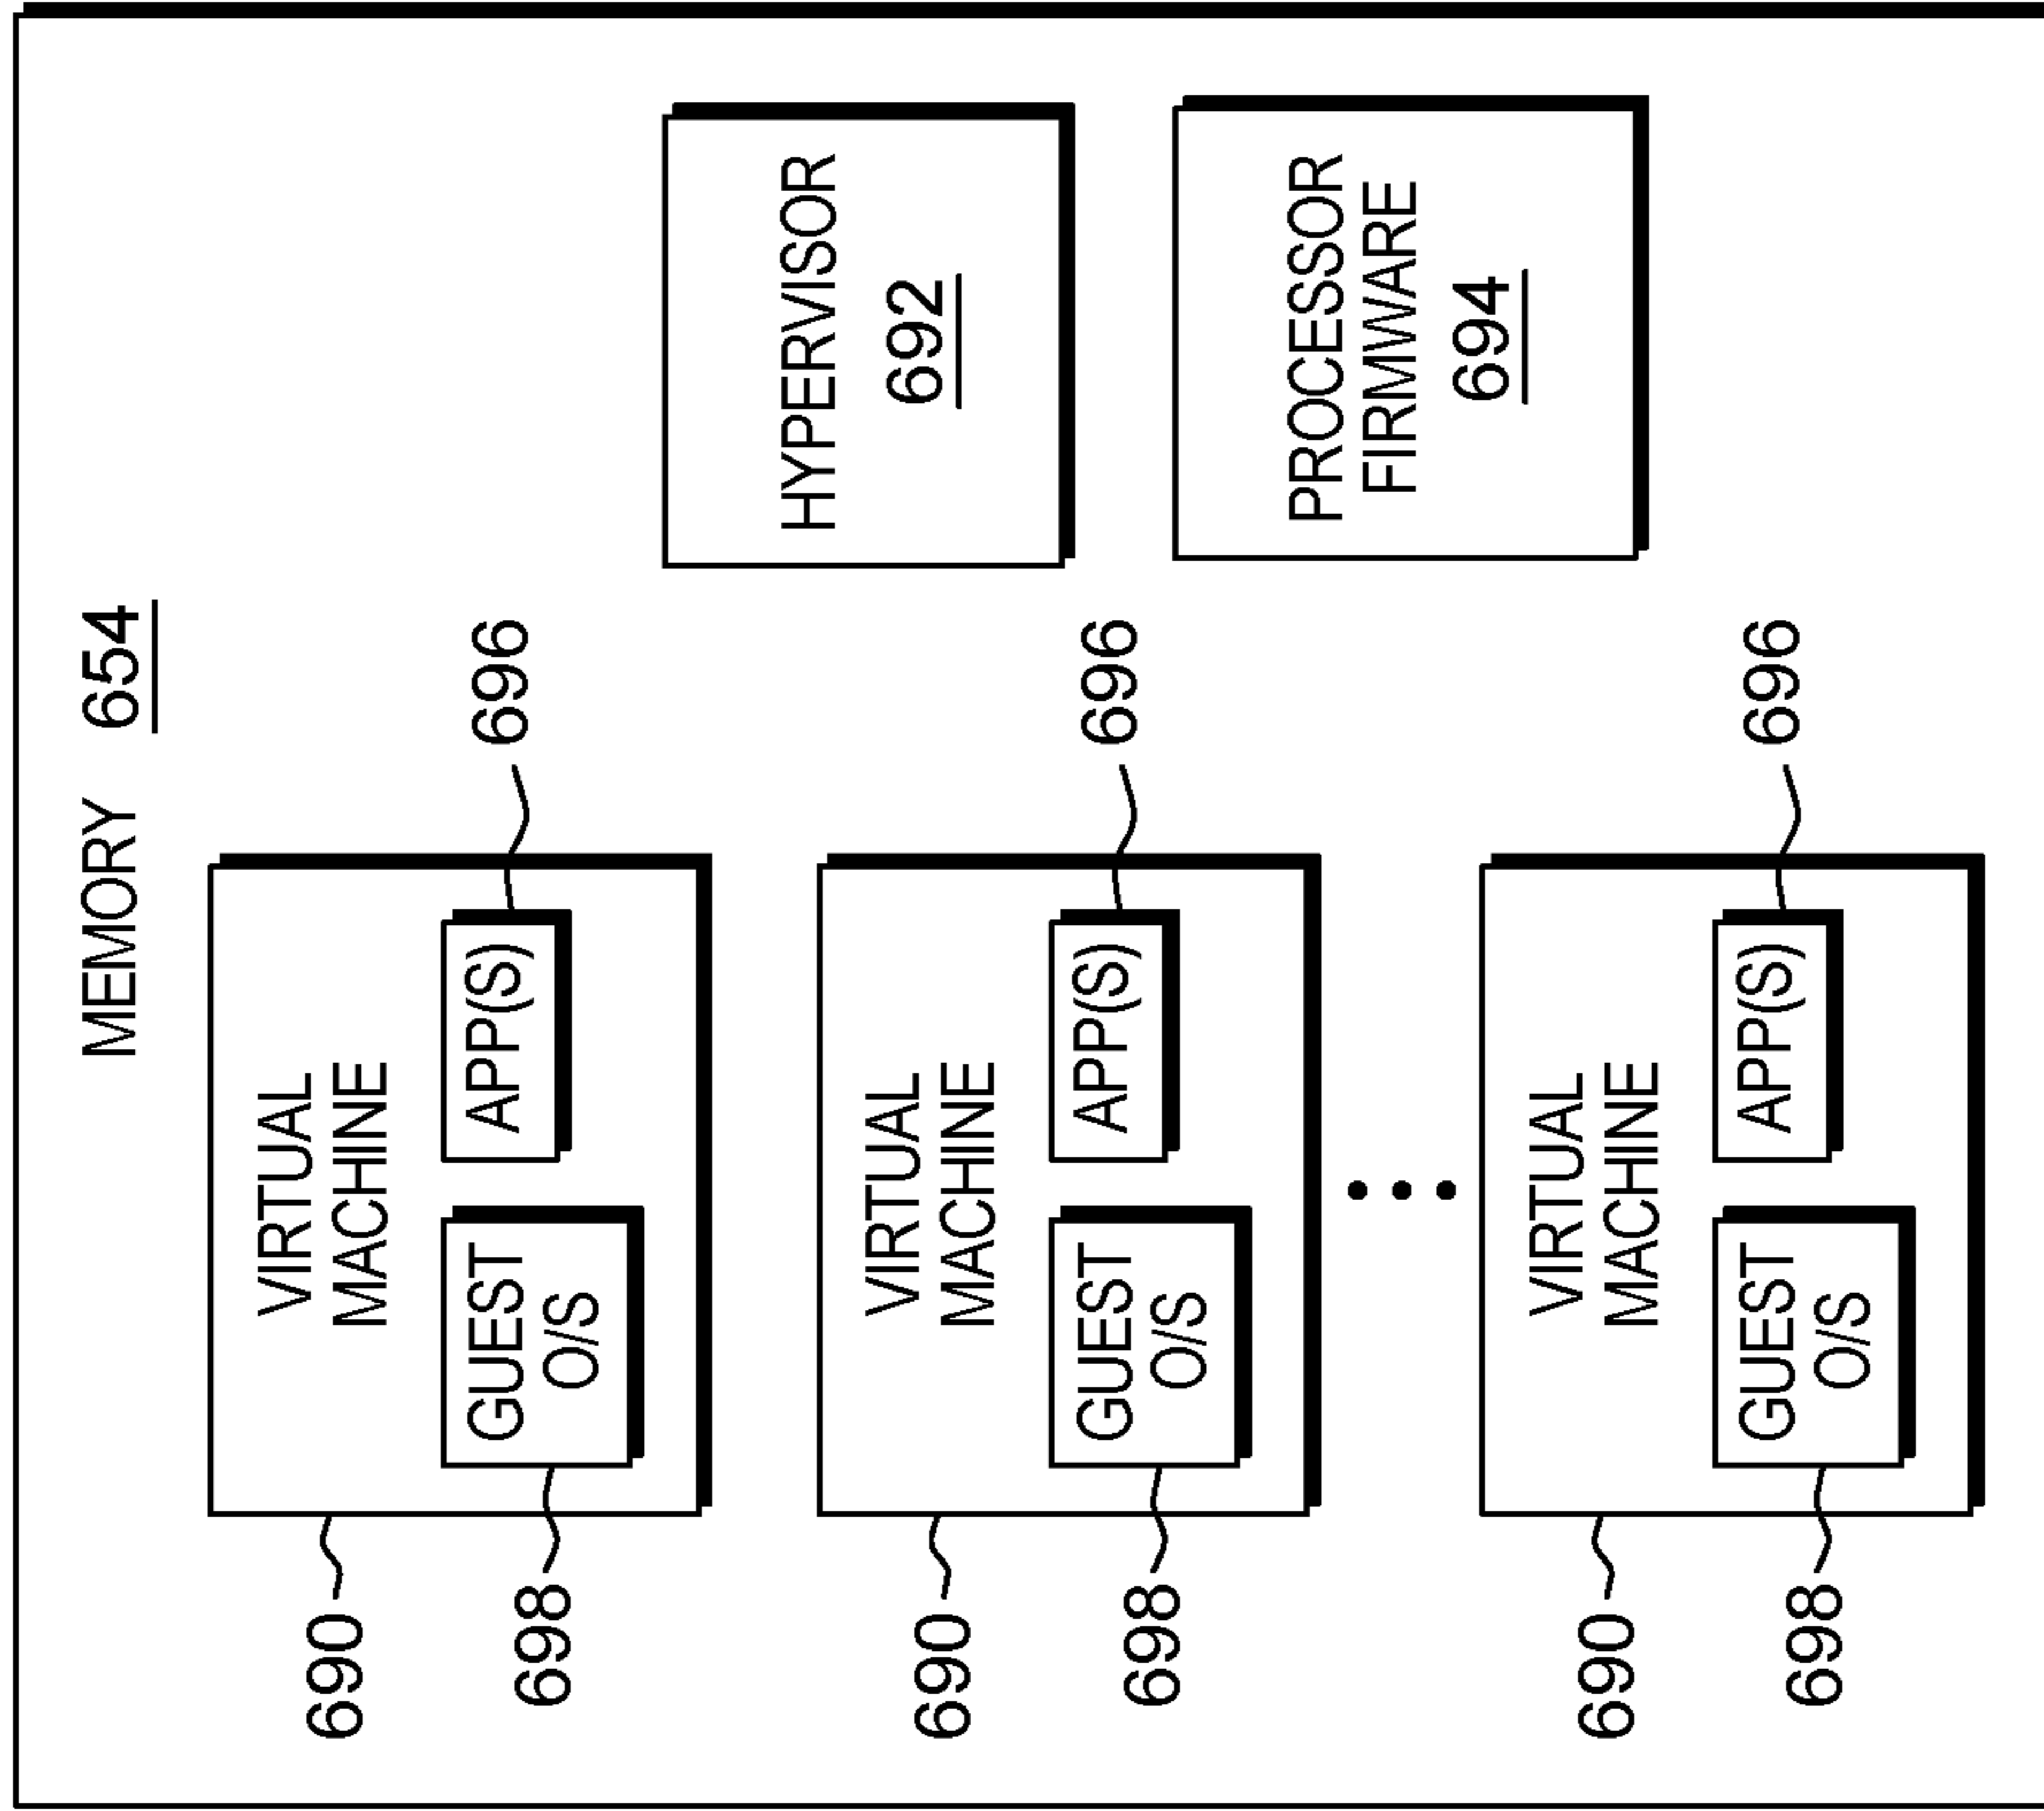 MEMORY 654
VIRTUAL
MACHINE
GUEST
O/S
APP(S)
690
698
696
VIRTUAL
MACHINE
GUEST
O/S
APP(S)
690
698
696
VIRTUAL
MACHINE
GUEST
O/S
APP(S)
690
698
696
HYPERVISOR
692
PROCESSOR
FIRMWARE
694